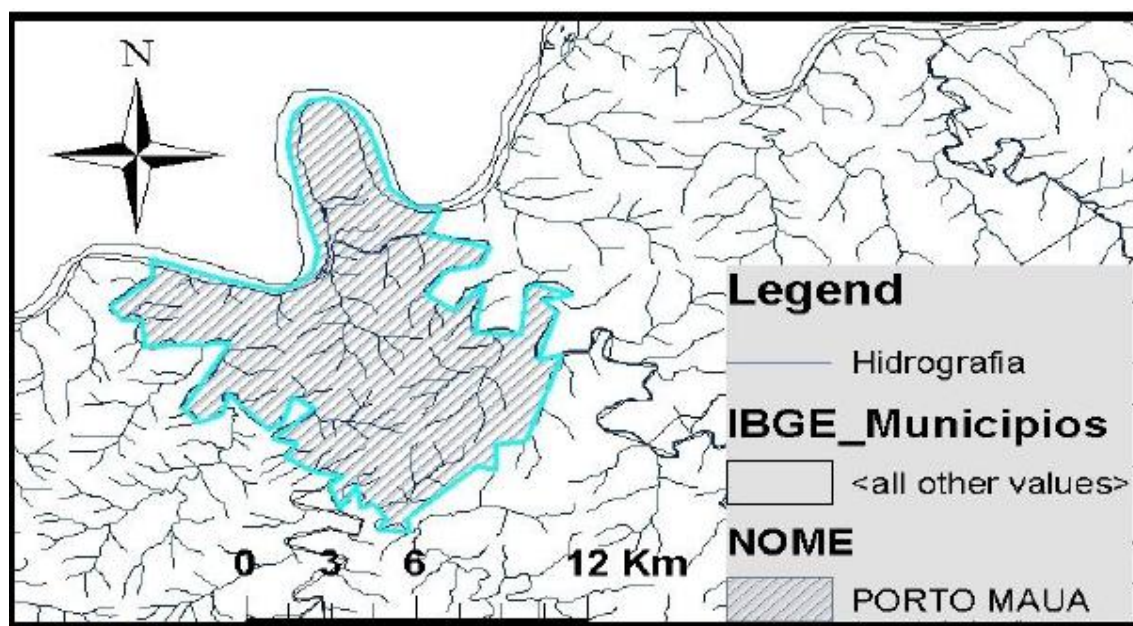 N
Legend
Hidrografia
IBGE_Municipios
<all other values>
NOME
PORTO MAUA
0 3 6 12 Km